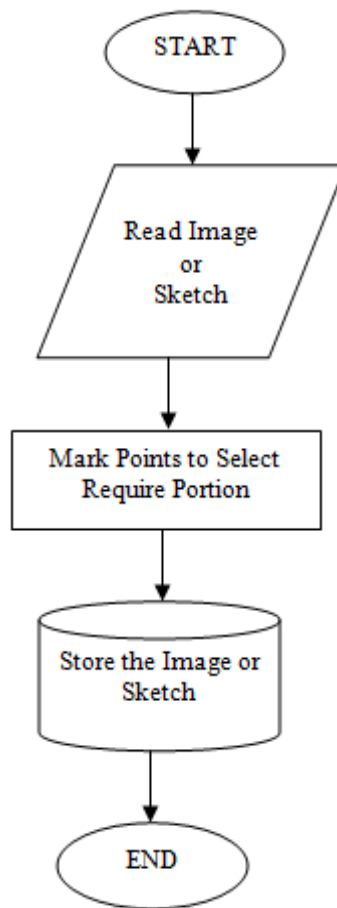 START
Read Image
or
Sketch
Mark Points to Select
Require Portion
Store the Image or
Sketch
END